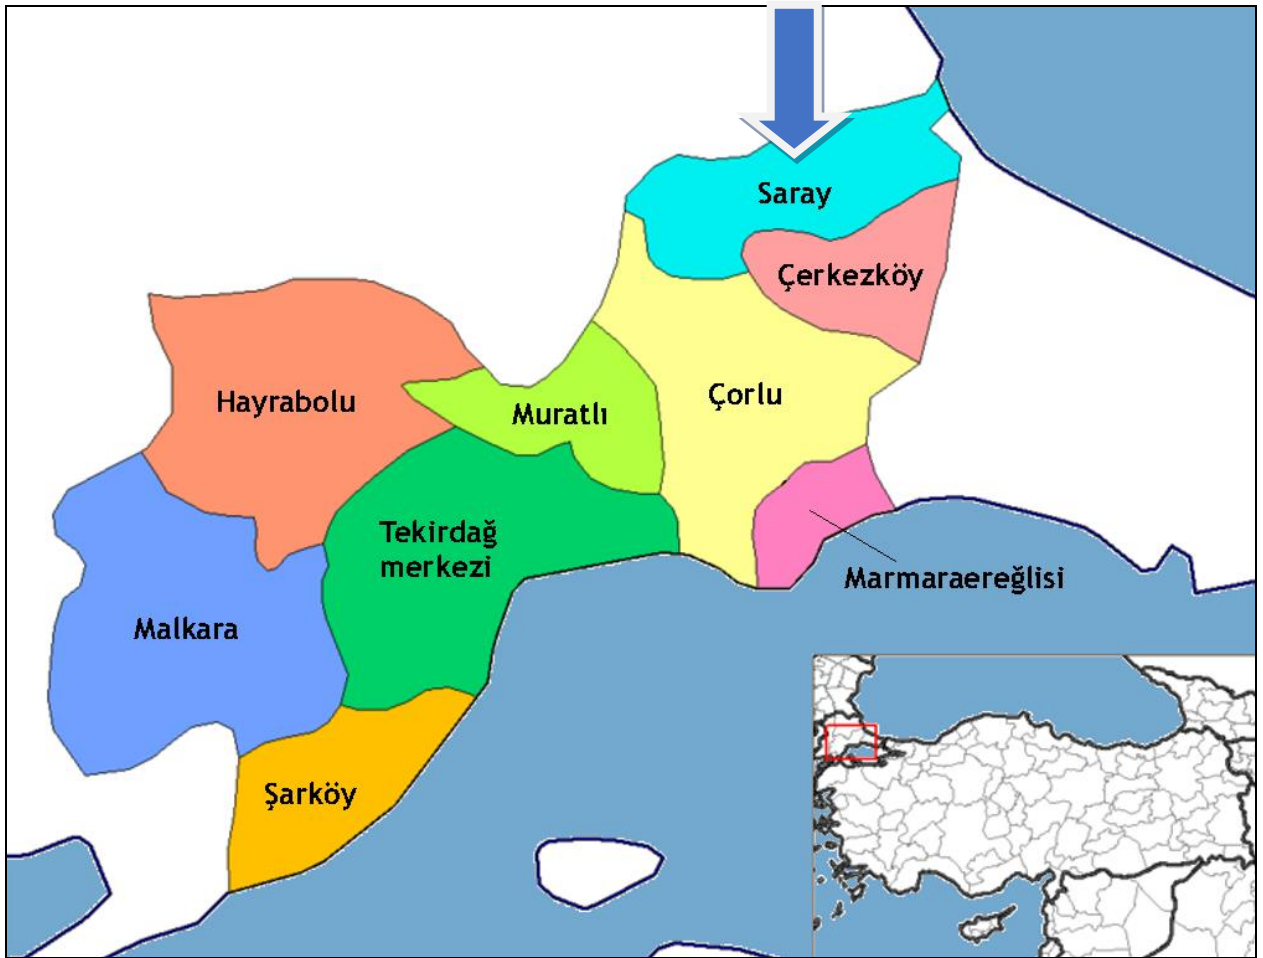 Saray
Çerkezköy
Hayrabolu
Muratlı
Çorlu
Tekirdağ
merkezi
Marmaraereğlisi
Malkara
Şarköy